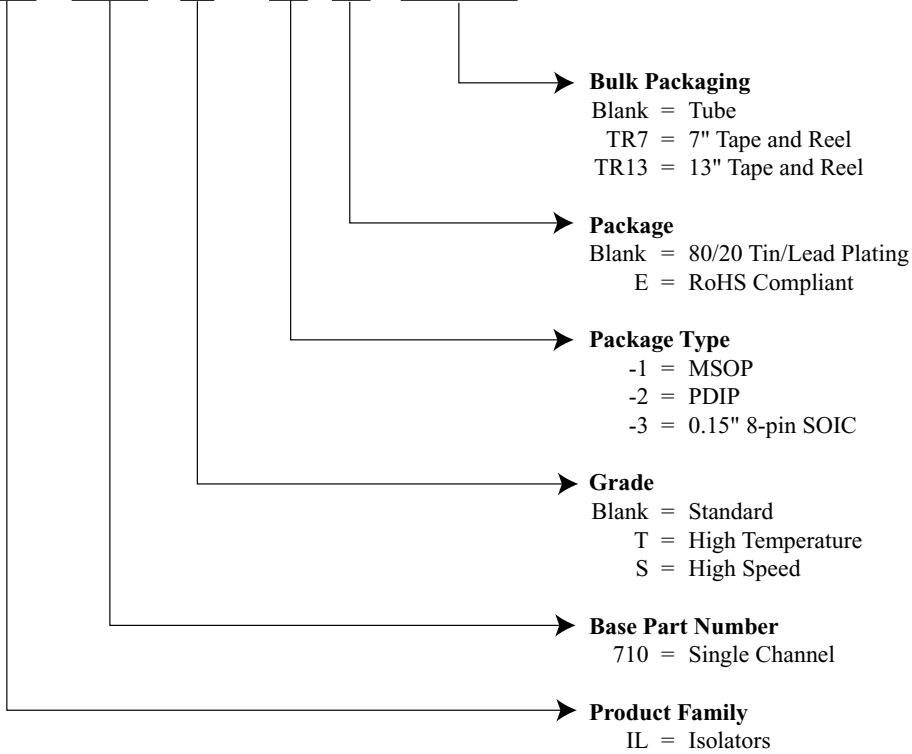 Bulk Packaging
Blank = Tube
TR7 = 7" Tape and Reel
TR13 = 13" Tape and Reel
Package
Blank = 80/20 Tin/Lead Plating
E = RoHS Compliant
Package Type
-1 = MSOP
-2 = PDIP
-3 = 0.15" 8-pin SOIC
Grade
Blank = Standard
T = High Temperature
S = High Speed
Base Part Number
710 = Single Channel
Product Family
IL = Isolators